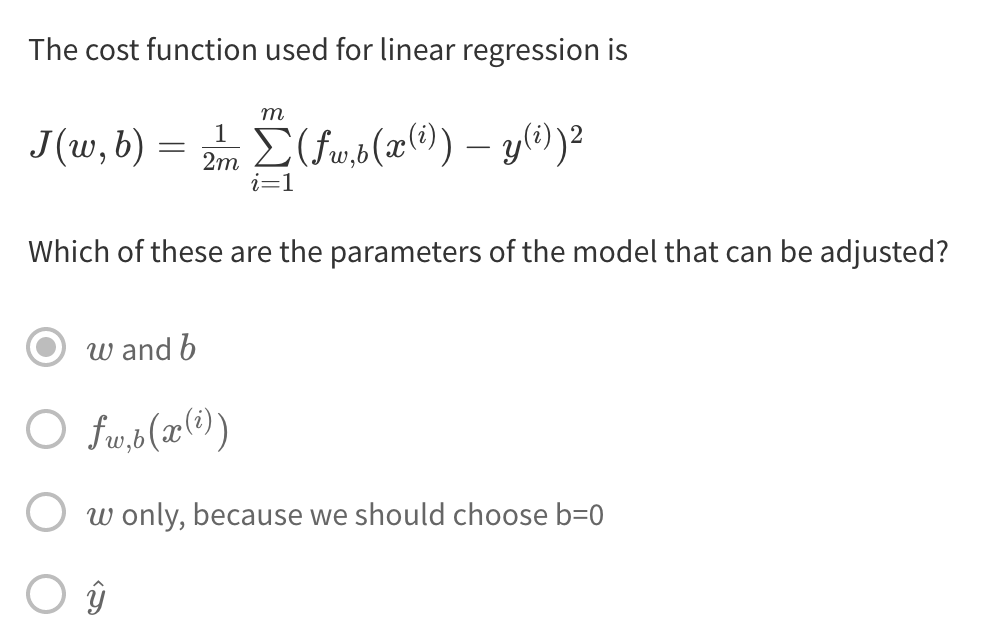 The cost function used for linear regression is
J(w, b) = \frac{1}{2m} \sum_{i=1}^{m} (f_{w,b}(x^{(i)}) − y^{(i)})^2
Which of these are the parameters of the model that can be adjusted?
w and b
f_{w,b}(x^{(i)})
w only, because we should choose b=0
ŷ